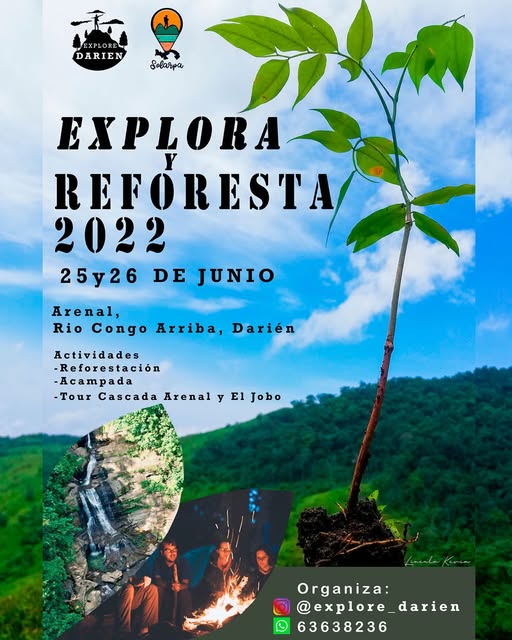 EXPLORE
DARIEN
Solarpa
EXPLORA
Y
REFORESTA
2022
25y26 DE JUNIO
Arenal,
Rio Congo Arriba, Darién
Actividades
-Reforestación
-Acampada
-Tour Cascada Arenal y El Jobo
Organiza:
@explore_darien
63638236